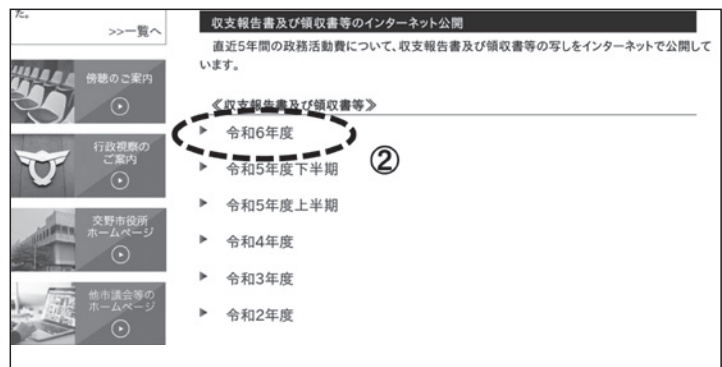 >>一覧へ
傍聴のご案内
行政視察の
ご案内
交野市役所
ホームページ
他市議会等の
ホームページ
収支報告書及び領収書等のインターネット公開
直近5年間の政務活動費について、収支報告書及び領収書等の写しをインターネットで公開して
います。
≪収支報告書及び領収書等≫
令和6年度
②
令和5年度下半期
令和5年度上半期
令和4年度
令和3年度
令和2年度